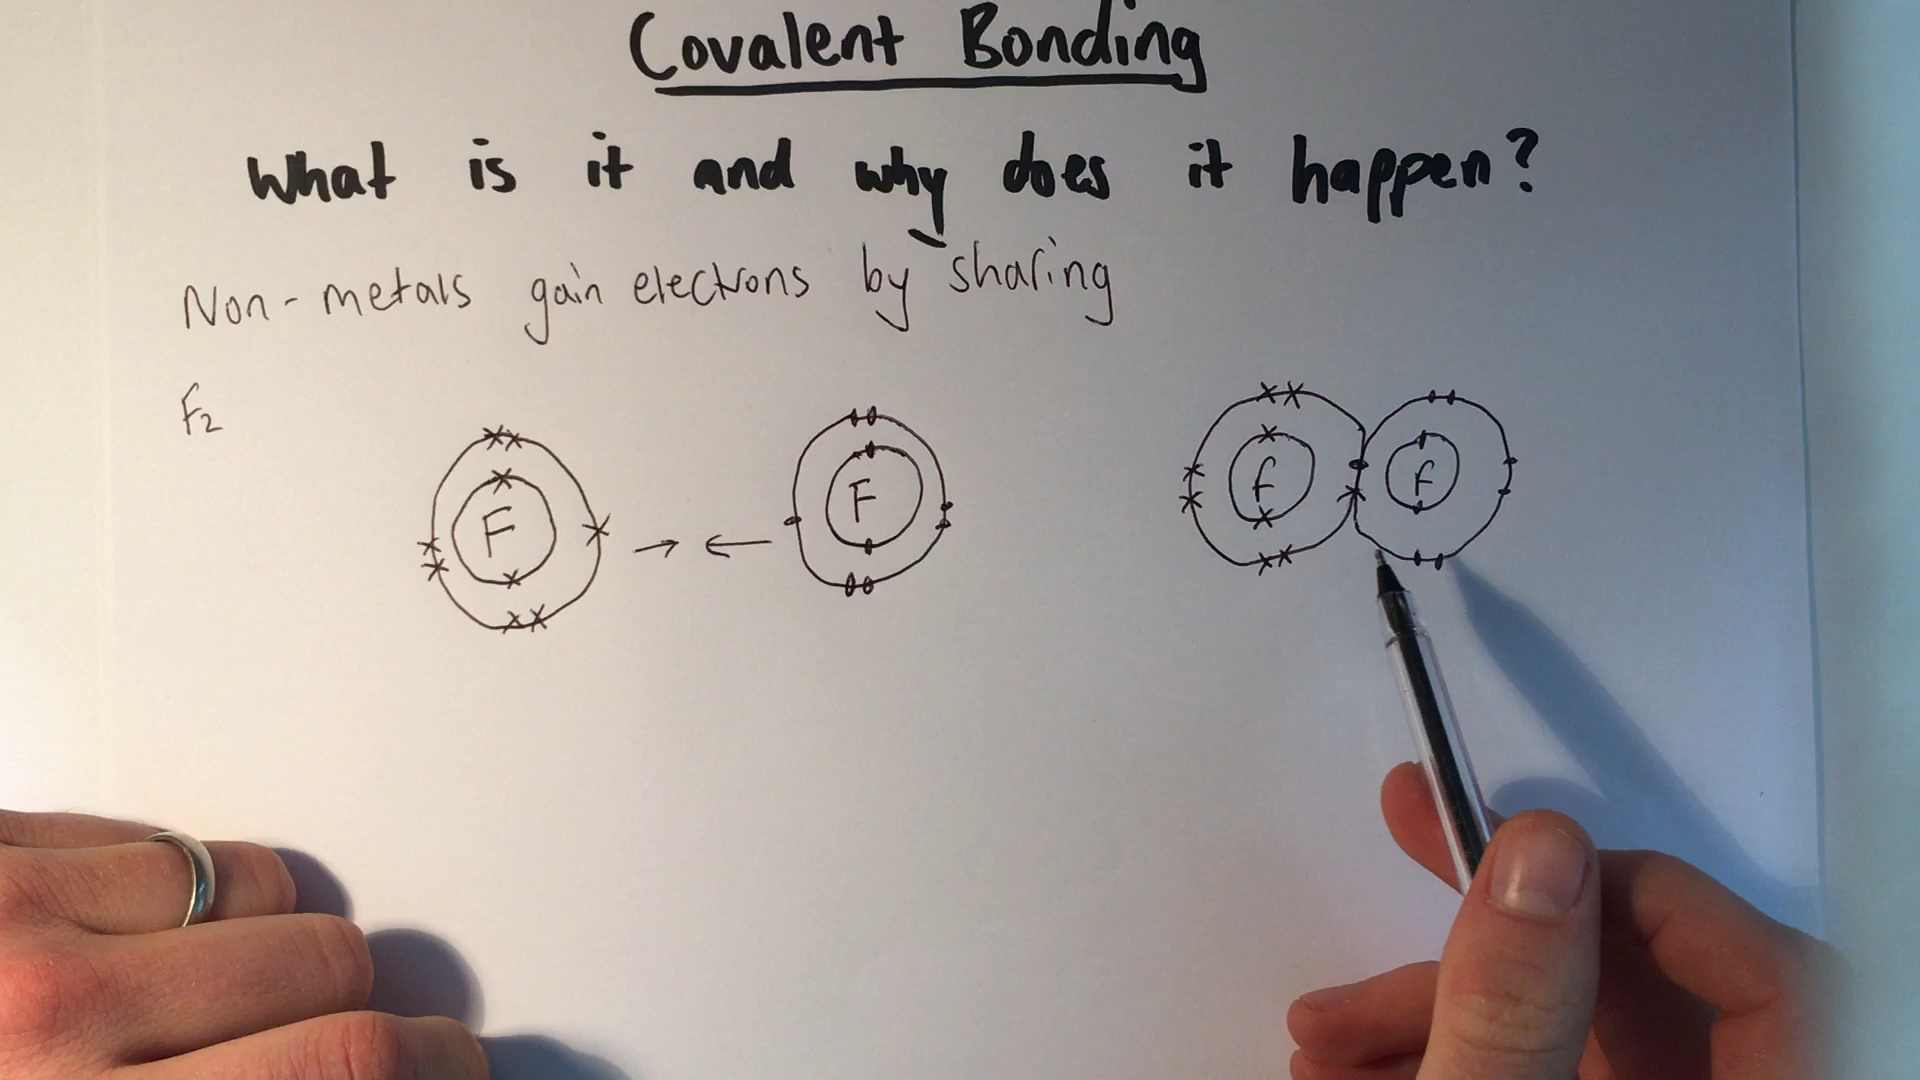 Covalent Bonding
What is it and why does it happen?
Non-metals gain electrons by sharing
F2
F F
f f